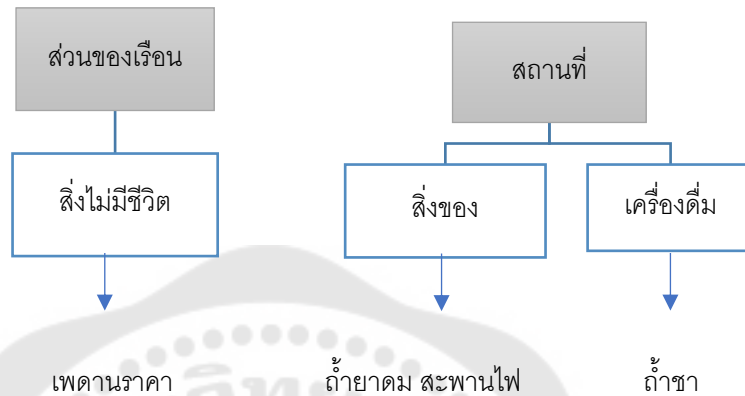 ส่วนของเรือน
สถานที่
สิ่งไม่มีชีวิต
สิ่งของ
เครื่องดื่ม
เพดานราคา
ถ้ำยาดม สะพานไฟ
ถ้ำชา